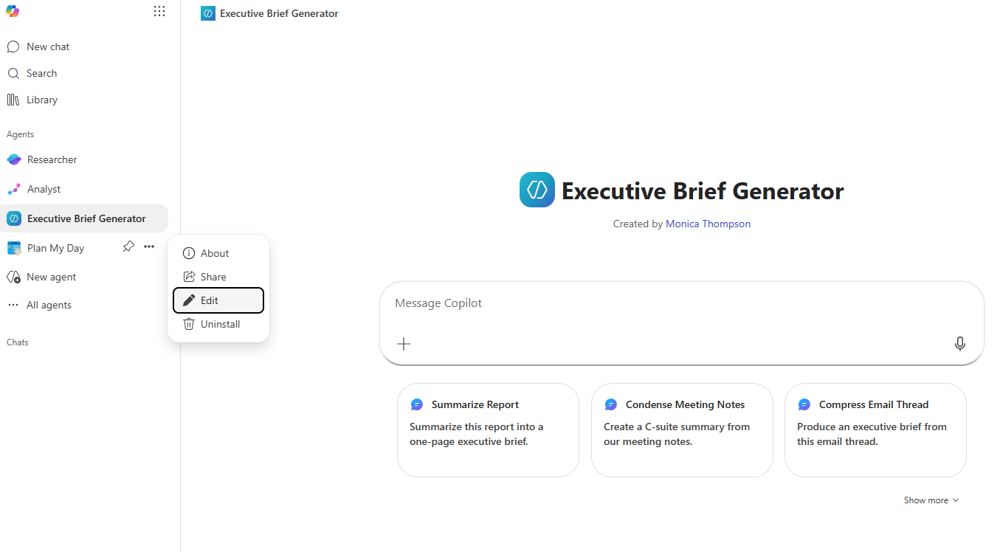 Executive Brief Generator
New chat
Search
Library
Agents
Researcher
Analyst
Executive Brief Generator
Plan My Day
New agent
All agents
Chats
About
Share
Edit
Uninstall
Executive Brief Generator
Created by Monica Thompson
Message Copilot
Summarize Report
Summarize this report into a
one-page executive brief.
Condense Meeting Notes
Create a C-suite summary from
our meeting notes.
Compress Email Thread
Produce an executive brief from
this email thread.
Show more